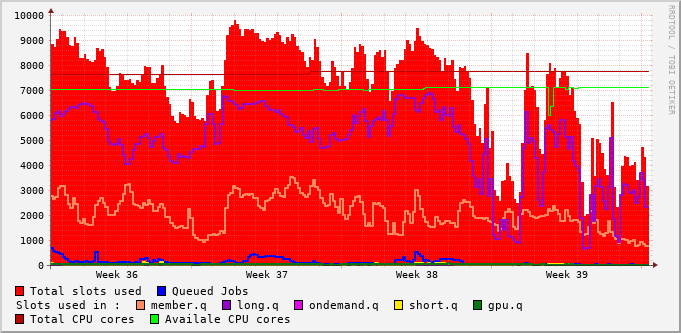 10000
9000
8000
7000
6000
5000
4000
3000
2000
1000
0
Week 36 Week 37 Week 38 Week 39
Total slots used Queued Jobs
Slots used in : member.q long.q ondemand.q short.q gpu.q
Total CPU cores Availale CPU cores
RRDTOOL / TOBI OETIKER